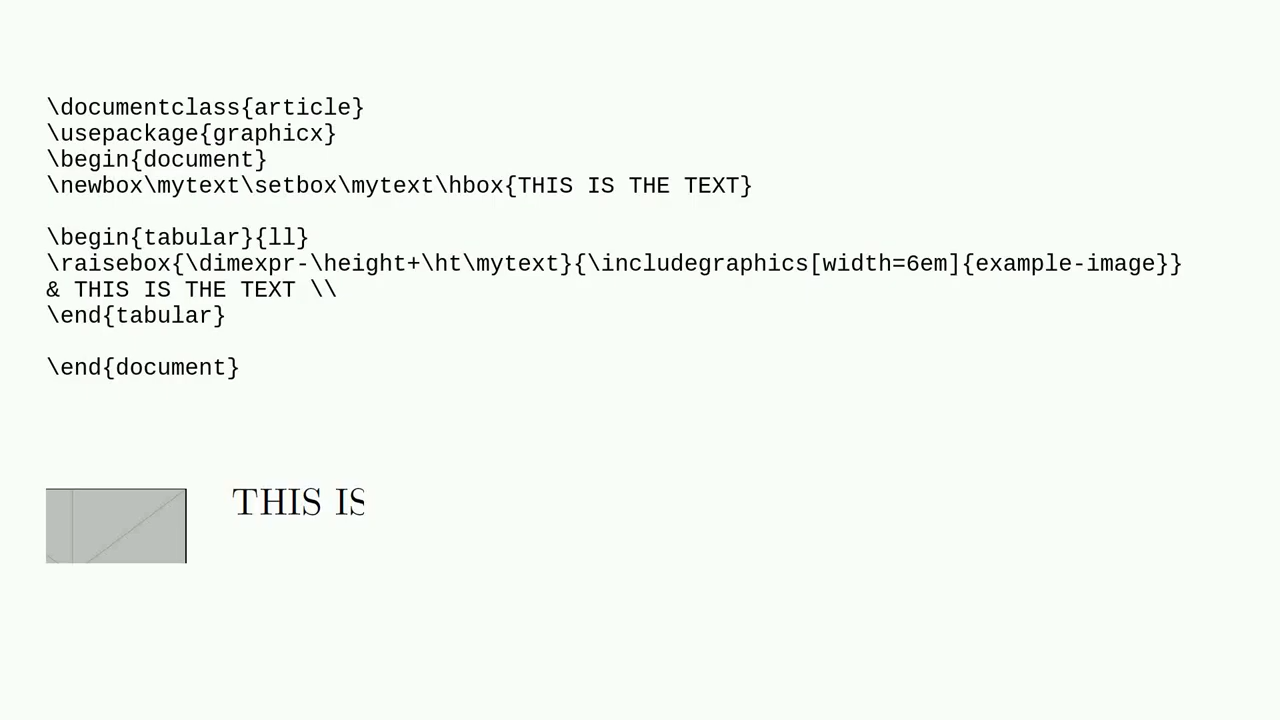 \documentclass{article}
\usepackage{graphicx}
\begin{document}
\newbox\mytext\setbox\mytext\hbox{THIS IS THE TEXT}
\begin{tabular}{ll}
\raisebox{\dimexpr-\height+\ht\mytext}{\includegraphics[width=6em]{example-image}}
& THIS IS THE TEXT \\
\end{tabular}
\end{document}
THIS IS